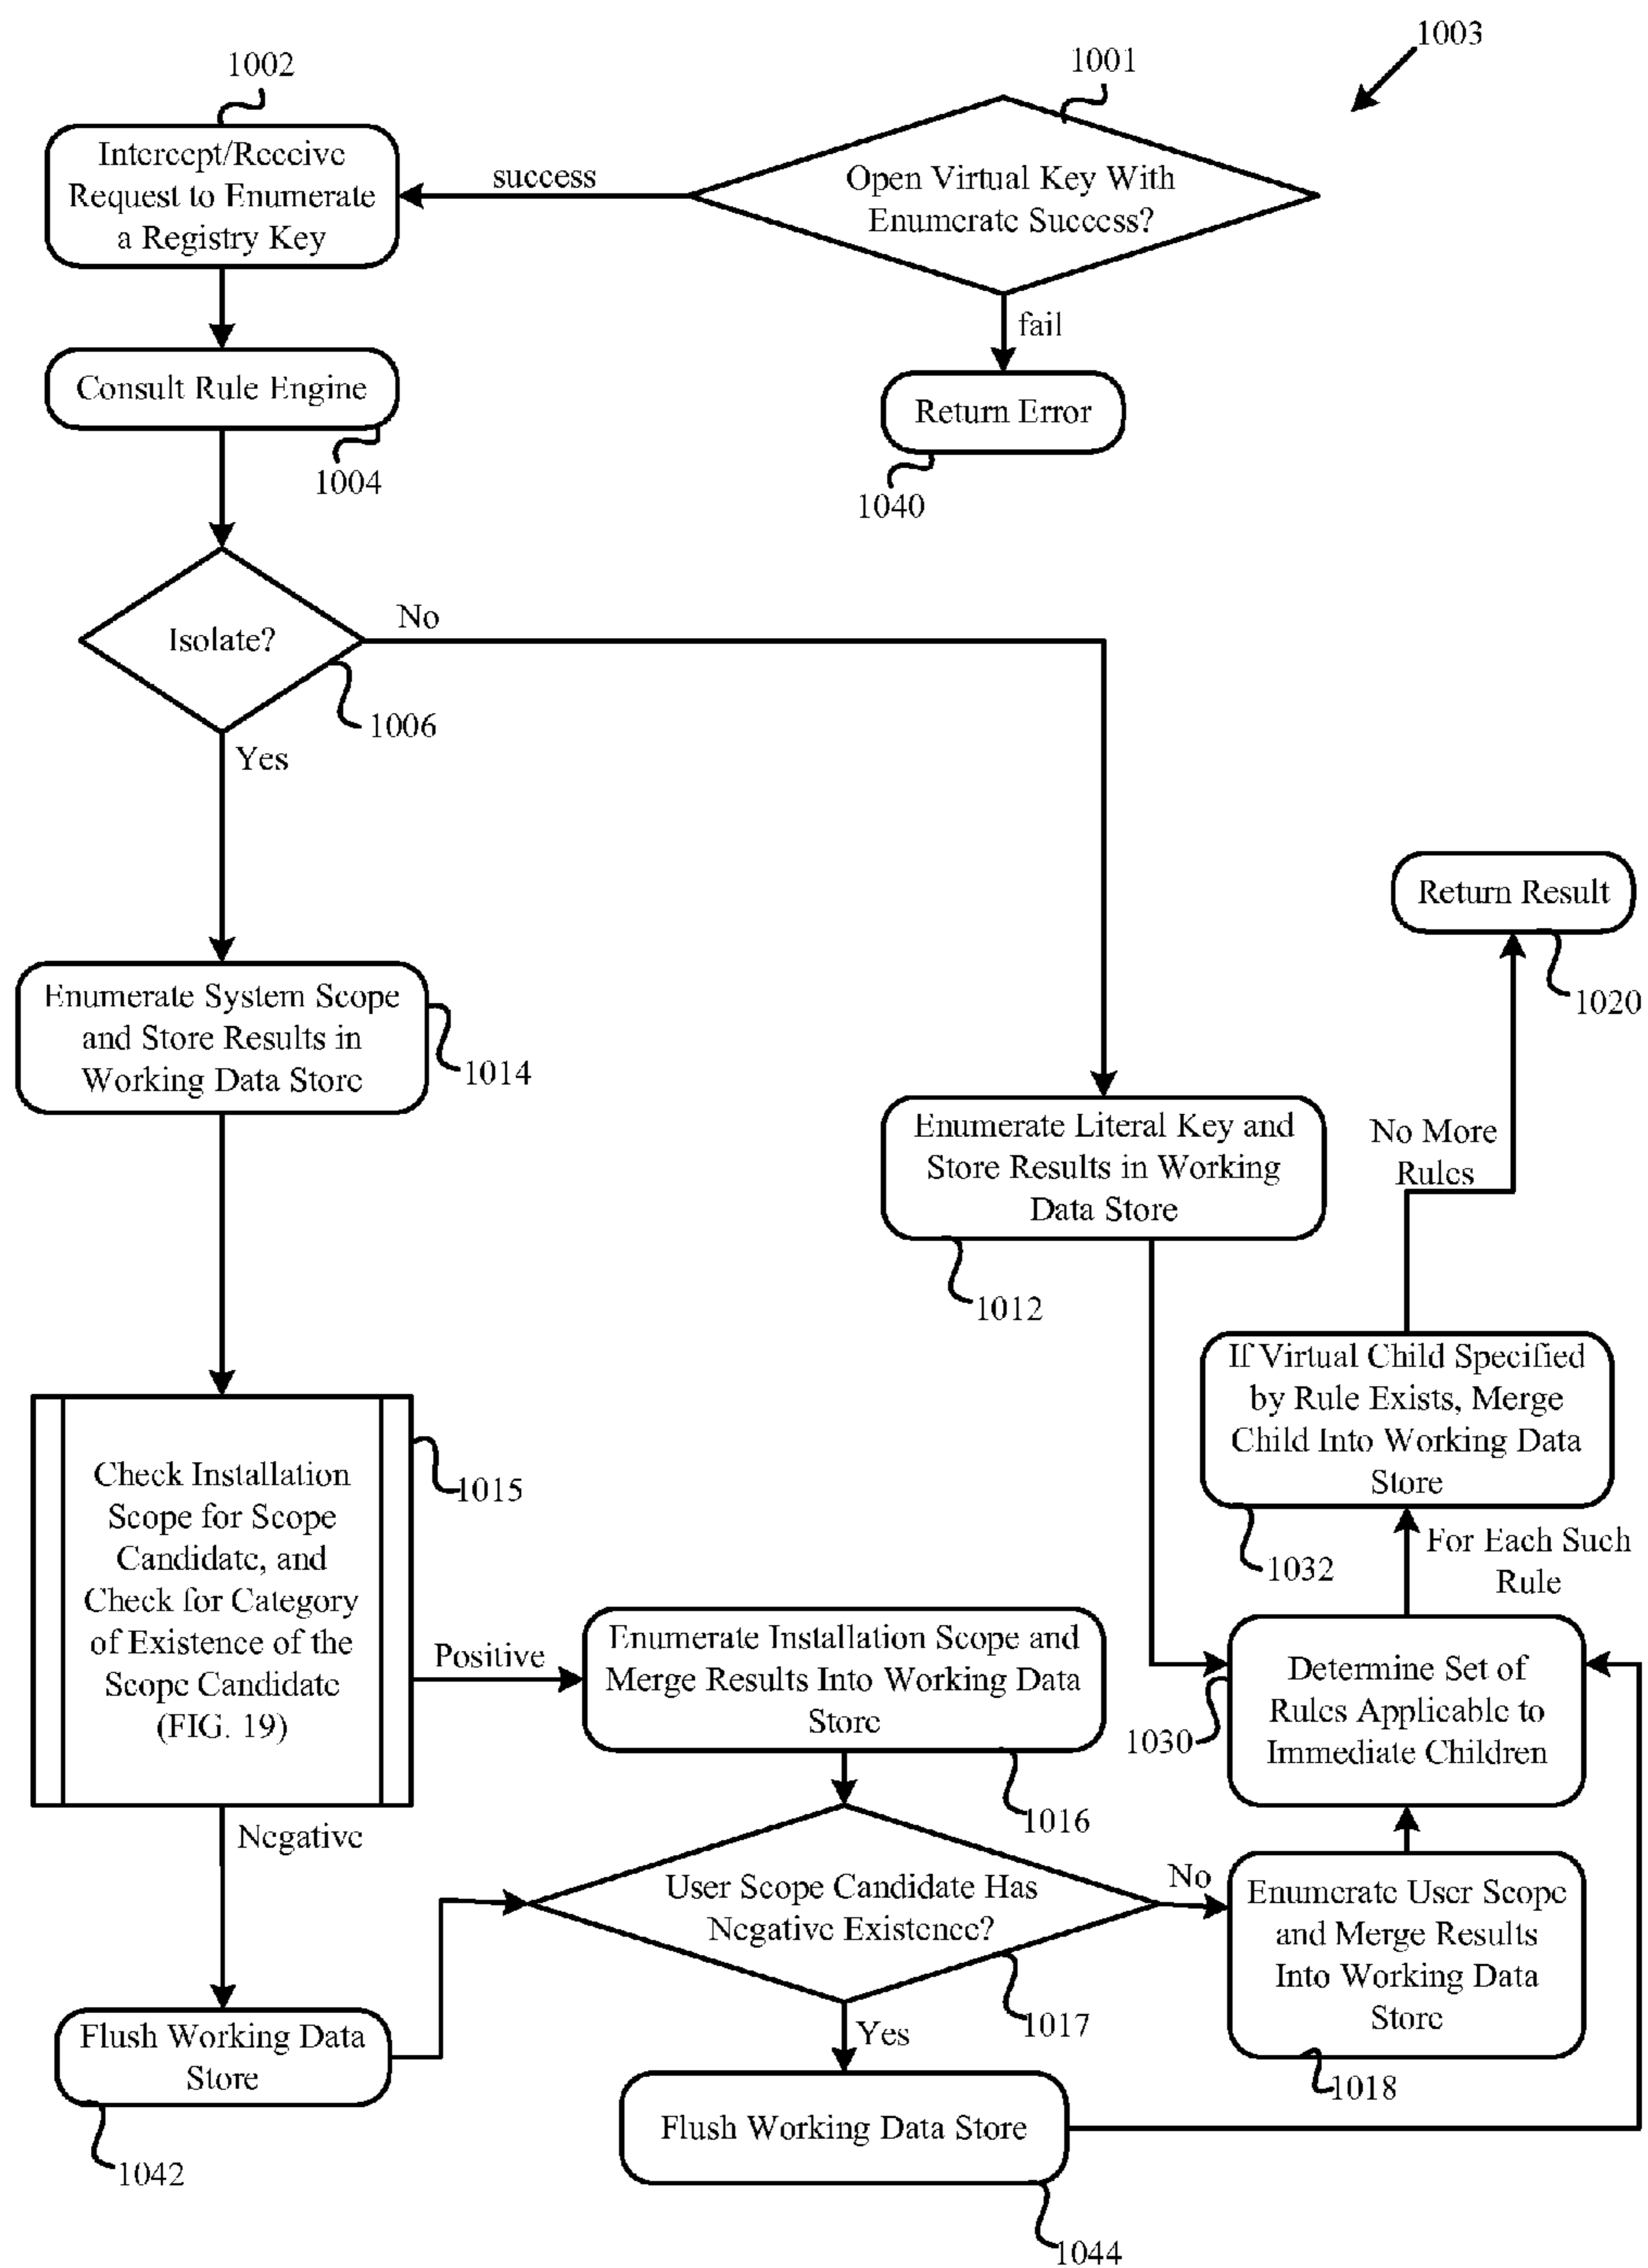 1003
1002
1001
Intercept/Receive
Request to Enumerate
a Registry Key
success
Open Virtual Key With
Enumerate Success?
fail
Consult Rule Engine
1004
Return Error
1040
Isolate?
No
1006
Yes
Return Result
1020
Enumerate System Scope
and Store Results in
Working Data Store
1014
Enumerate Literal Key and
Store Results in Working
Data Store
1012
No More
Rules
If Virtual Child Specified
by Rule Exists, Merge
Child Into Working Data
Store
1032
For Each Such
Rule
Check Installation
Scope for Scope
Candidate, and
Check for Category
of Existence of the
Scope Candidate
(FIG. 19)
1015
Positive
Enumerate Installation Scope and
Merge Results Into Working Data
Store
1016
Determine Set of
Rules Applicable to
Immediate Children
1030
Negative
User Scope Candidate Has
Negative Existence?
1017
No
Enumerate User Scope
and Merge Results
Into Working Data
Store
1018
Yes
Flush Working Data
Store
1042
Flush Working Data Store
1044